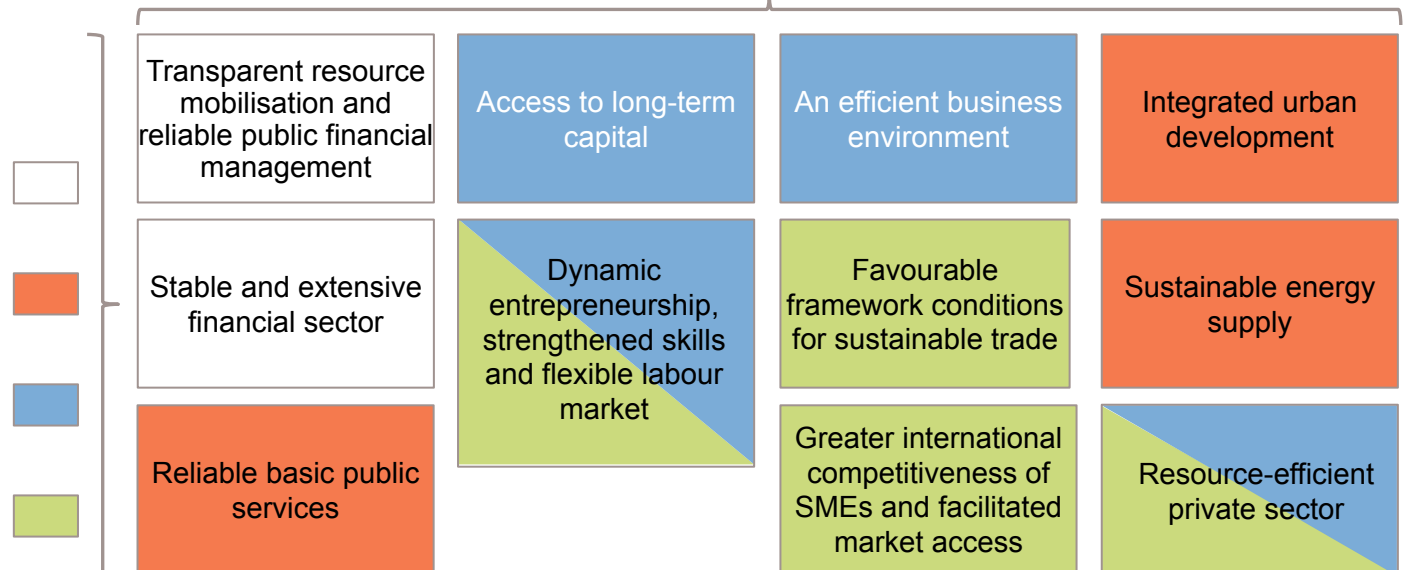 Transparent resource
mobilisation and
reliable public financial
management
Access to long-term
capital
An efficient business
environment
Integrated urban
development
Stable and extensive
financial sector
Dynamic
entrepreneurship,
strengthened skills
and flexible labour
market
Favourable
framework conditions
for sustainable trade
Sustainable energy
supply
Reliable basic public
services
Greater international
competitiveness of
SMEs and facilitated
market access
Resource-efficient
private sector